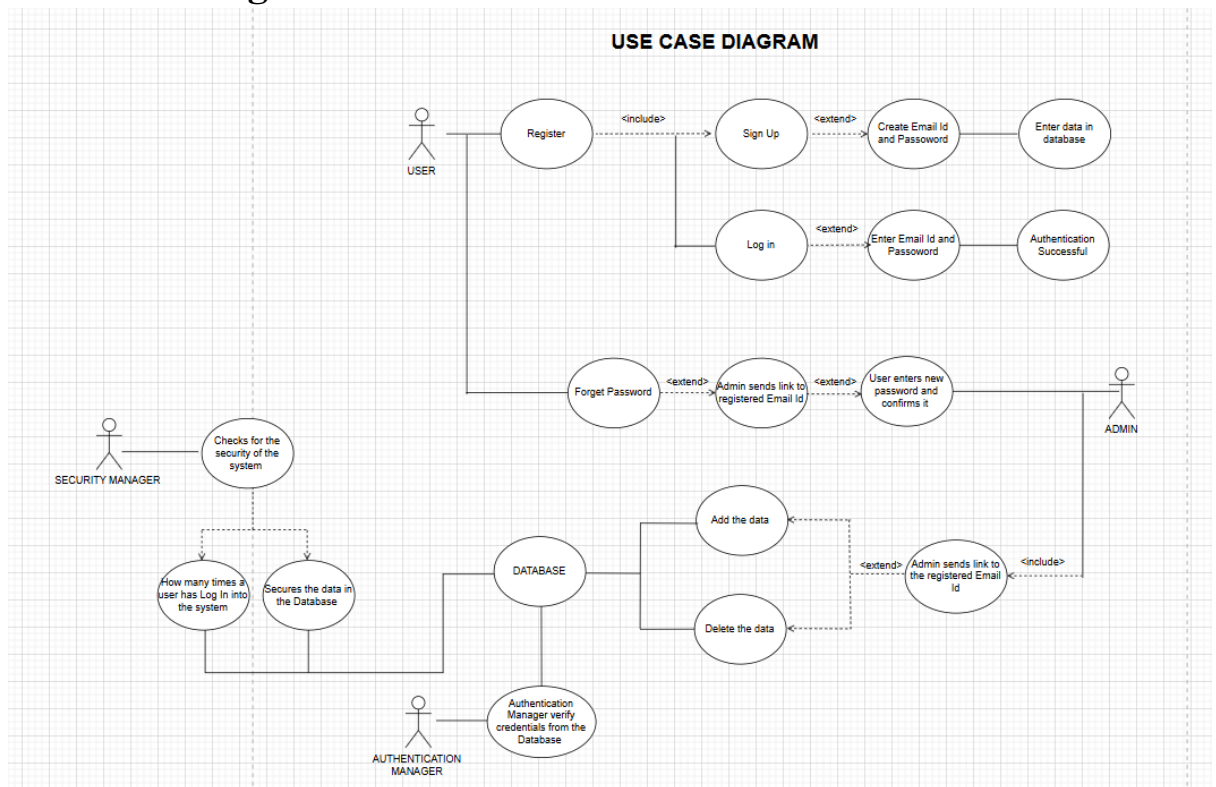 USE CASE DIAGRAM
Register
<include>
Sign Up
<extend>
Create Email Id
and Passoword
Enter data in
database
USER
Log in
<extend>
Enter Email Id and
Passoword
Authentication
Successful
Forget Password
<extend>
Admin sends link to
registered Email Id
<extend>
User enters new
password and
confirms it
ADMIN
Checks for the
security of the
system
SECURITY MANAGER
Add the data
How many times a
user has Log In into
the system
Secures the data in
the Database
DATABASE
<extend>
Admin sends link to
the registered Email
Id
<include>
Delete the data
Authentication
Manager verify
credentials from the
Database
AUTHENTICATION
MANAGER